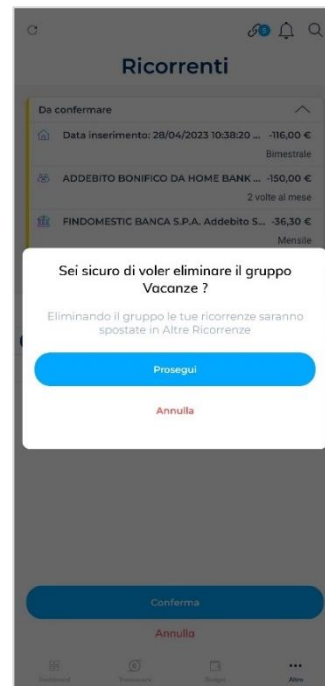 5
Ricorrenti
Da confermare
Data inserimento: 28/04/2023 10:38:20 ... -116,00 €
Bimestrale
ADDEBITO BONIFICO DA HOME BANK ... -150,00 €
2 volte al mese
FINDOMESTIC BANCA S.P.A. Addebito S... -36,30 €
Mensile
Sei sicuro di voler eliminare il gruppo
Vacanze ?
Eliminando il gruppo le tue ricorrenze saranno
spostate in Altre Ricorrenze
Prosegui
Annulla
Conferma
Annulla
Budget
Altro